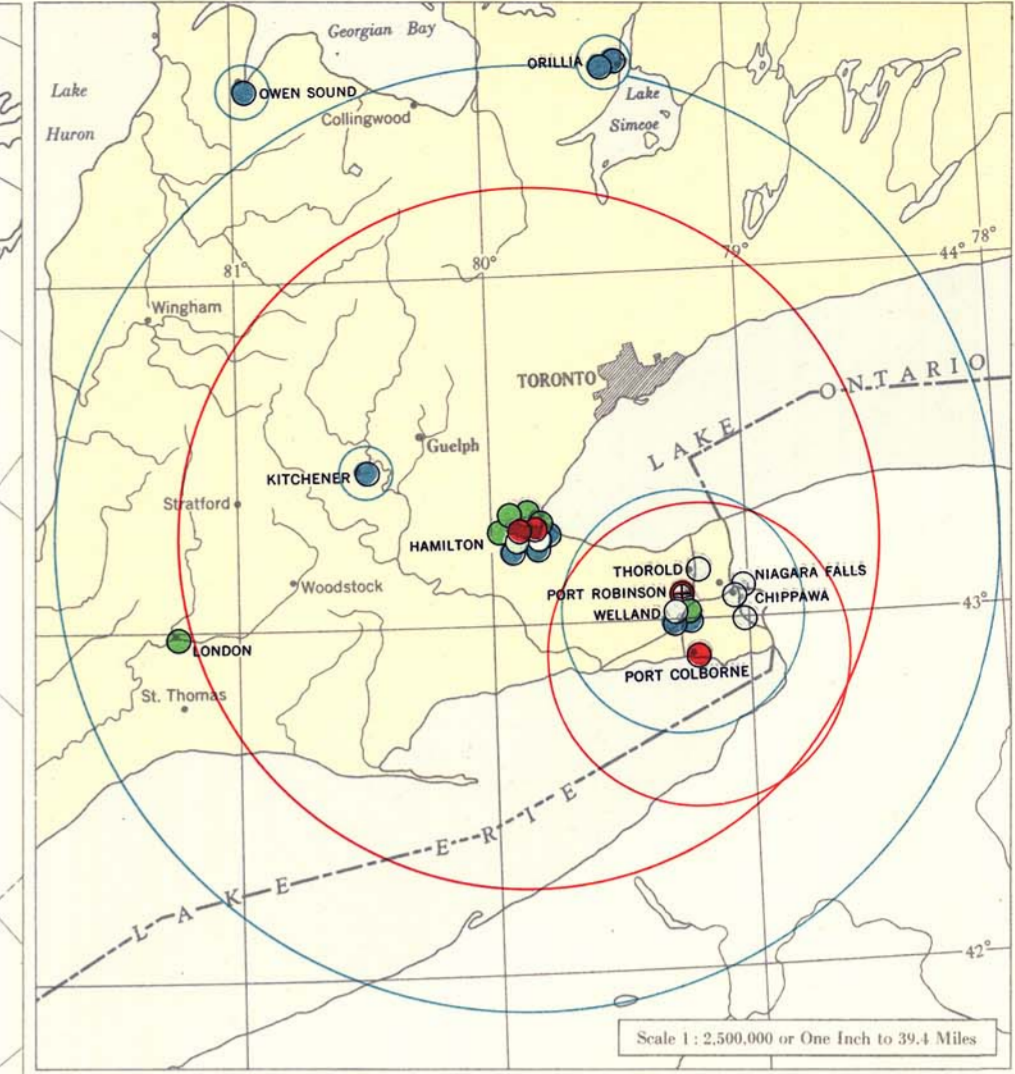 Georgian Bay
ORILLIA
Lake
Huron
OWEN SOUND
Collingwood
Lake
Simcoe
81°
80°
79°
44°
78°
Wingham
TORONTO
LAKE ONTARIO
Guelph
KITCHENER
Stratford
HAMILTON
THOROLD
NIAGARA FALLS
PORT ROBINSON
CHIPPAWA
Woodstock
WELLAND
43°
LONDON
PORT COLBORNE
St. Thomas
LAKE ERIE
42°
Scale 1 : 2,500,000 or One Inch to 39.4 Miles